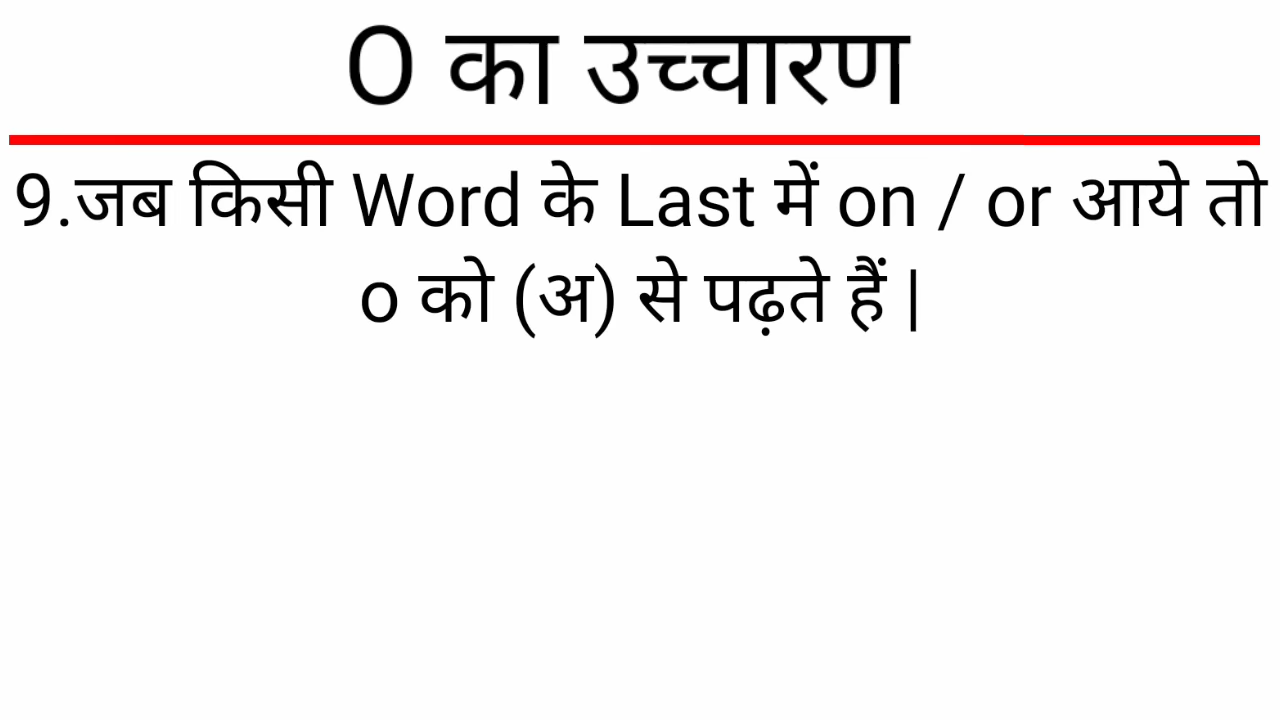 O का उच्चारण
9.जब किसी Word के Last में on / or आये तो
o को (अ) से पढ़ते हैं |